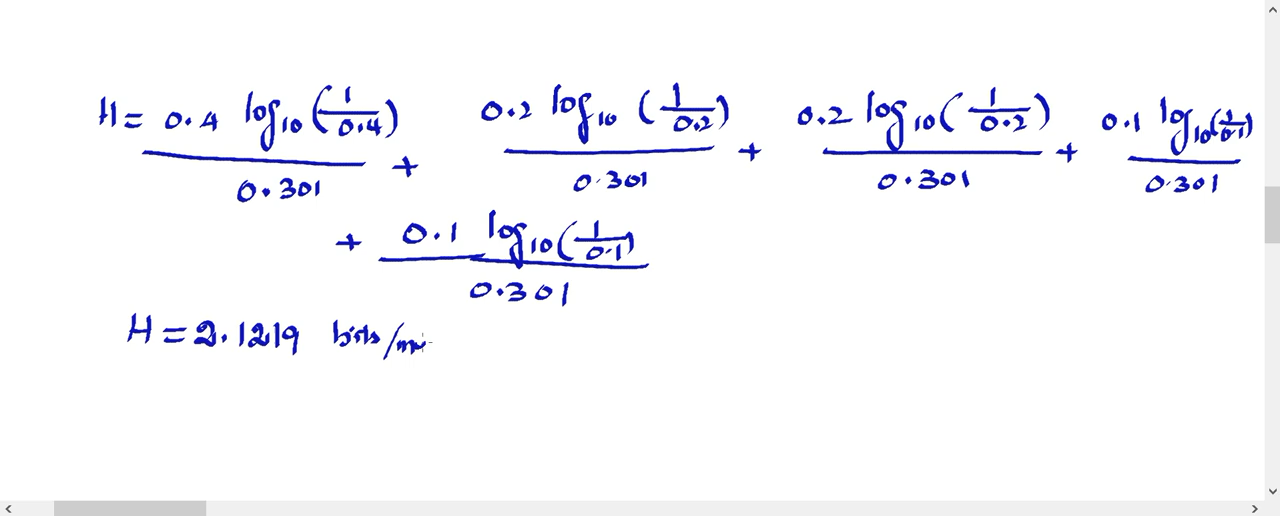 H = 0.4 log10 (1/0.4) / 0.301 + 0.2 log10 (1/0.2) / 0.301 + 0.2 log10 (1/0.2) / 0.301 + 0.1 log10 (1/0.1) / 0.301
+ 0.1 log10 (1/0.1) / 0.301
H = 2.1219 bits/